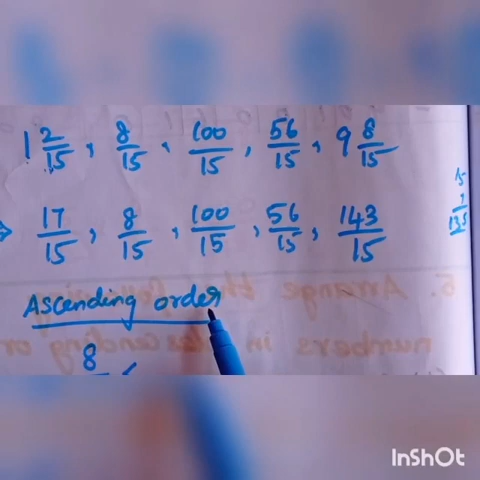 1 2/15, 8/15, 100/15, 56/15, 9 8/15
⇒ 17/15, 8/15, 100/15, 56/15, 143/15
15
9
135
Ascending order
8
InShOt